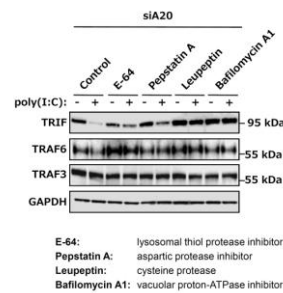 siA20
Control
E-64
Pepstatin A
Leupeptin
Bafilomycin A1
poly(I:C): - + - + - + - + - +
TRIF
95 kDa
TRAF6
55 kDa
TRAF3
55 kDa
GAPDH
E-64: lysosomal thiol protease inhibitor
Pepstatin A: aspartic protease inhibitor
Leupeptin: cysteine protease
Bafilomycin A1: vacuolar proton-ATPase inhibitor